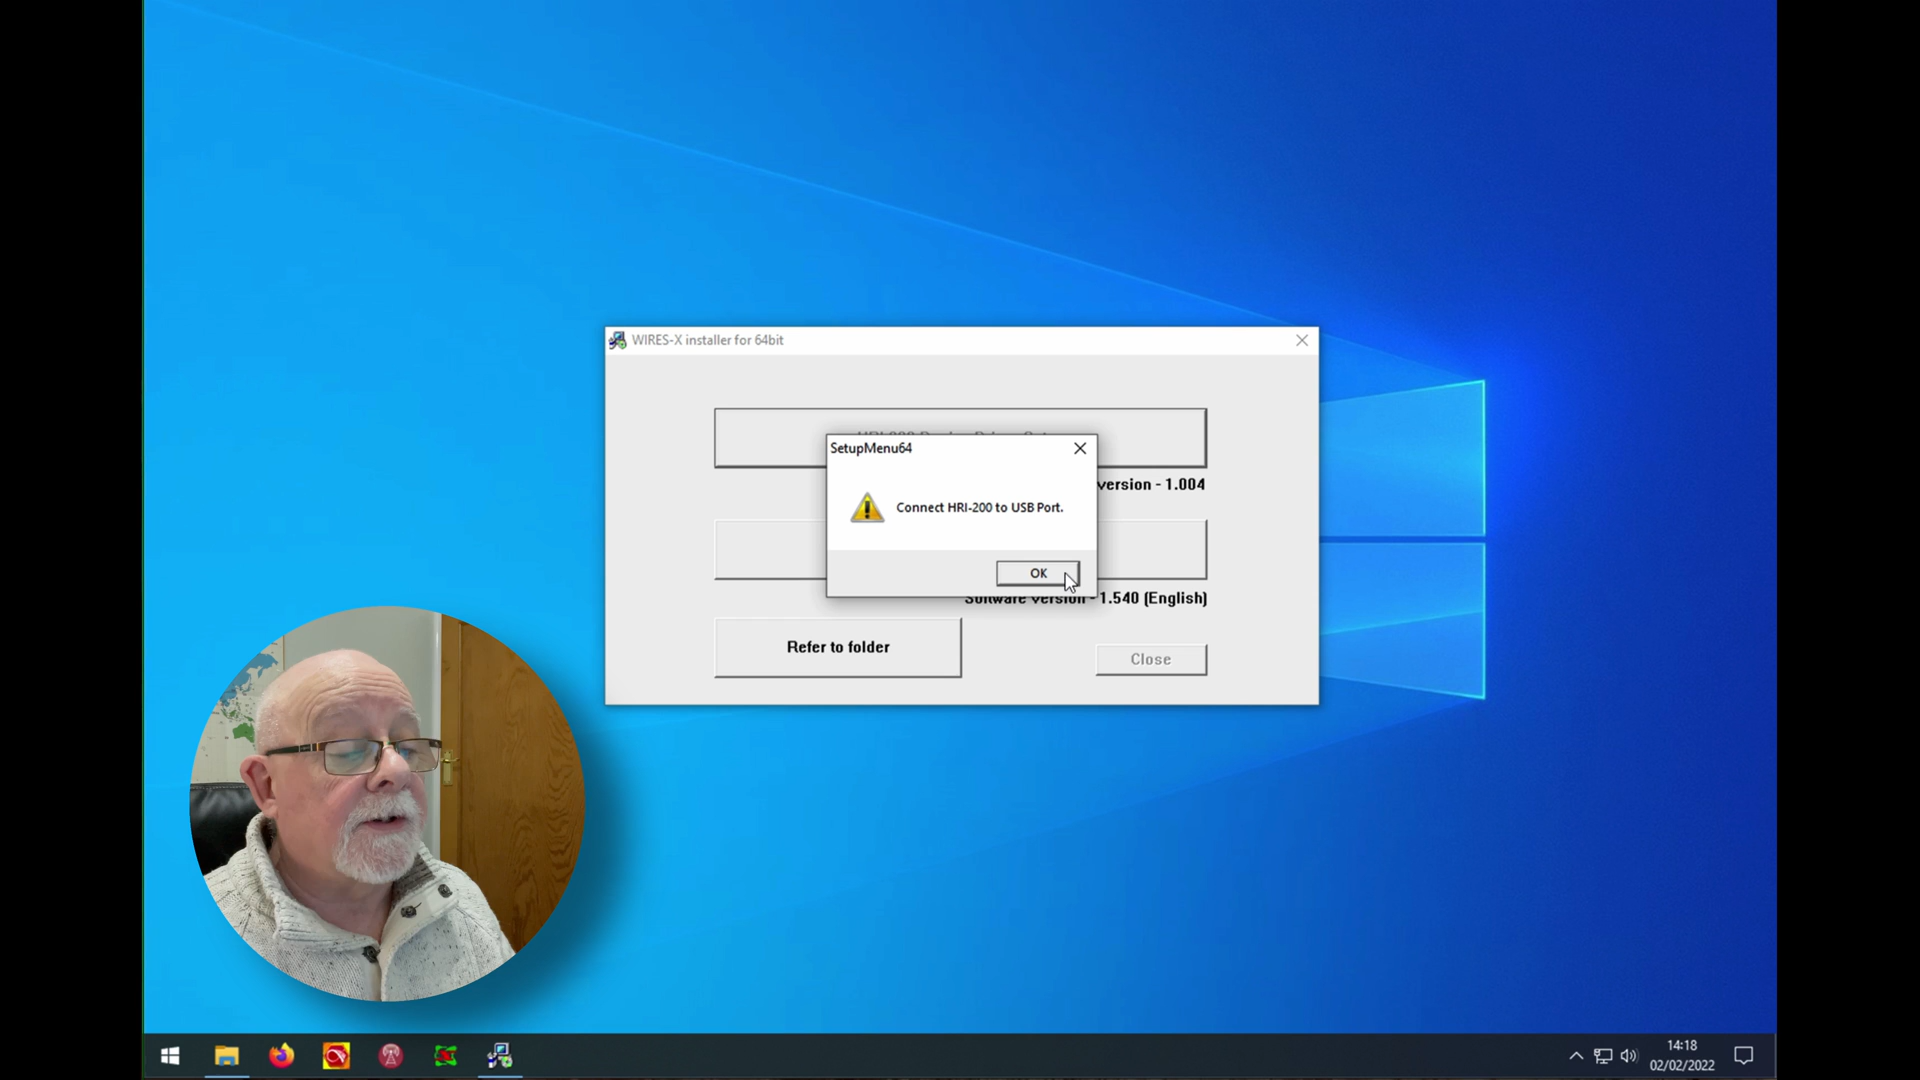 WIRES-X installer for 64bit
SetupMenu64
version - 1.004
Connect HRI-200 to USB Port.
OK
Software version - 1.540 (English)
Refer to folder
Close
14:18
02/02/2022